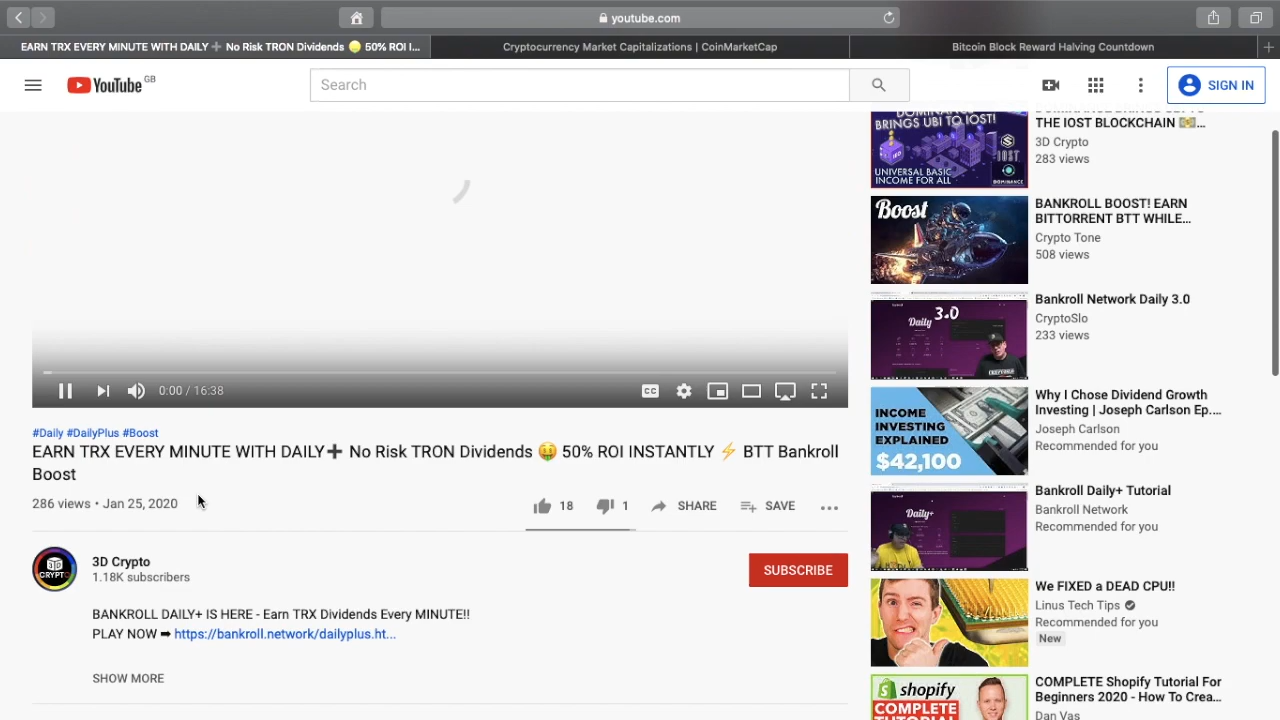 youtube.com
EARN TRX EVERY MINUTE WITH DAILY➕ No Risk TRON Dividends 🤑 50% ROI I...
Cryptocurrency Market Capitalizations | CoinMarketCap
Bitcoin Block Reward Halving Countdown
YouTube GB
Search
SIGN IN
BRINGS UBI TO IOST!
IOST
UNIVERSAL BASIC
INCOME FOR ALL
DOMINANCE
THE IOST BLOCKCHAIN 💵...
3D Crypto
283 views
Boost
BANKROLL BOOST! EARN
BITTORRENT BTT WHILE...
Crypto Tone
508 views
Daily 3.0
Bankroll Network Daily 3.0
CryptoSlo
233 views
INCOME
INVESTING
EXPLAINED
$42,100
Why I Chose Dividend Growth
Investing | Joseph Carlson Ep....
Joseph Carlson
Recommended for you
Daily+
Bankroll Daily+ Tutorial
Bankroll Network
Recommended for you
We FIXED a DEAD CPU!!
Linus Tech Tips
Recommended for you
New
shopify
COMPLETE
COMPLETE Shopify Tutorial For
Beginners 2020 - How To Crea...
Dan Vas
0:00 / 16:38
CC
#Daily #DailyPlus #Boost
EARN TRX EVERY MINUTE WITH DAILY➕ No Risk TRON Dividends 🤑 50% ROI INSTANTLY ⚡ BTT Bankroll
Boost
286 views • Jan 25, 2020
18
1
SHARE
SAVE
3D CRYPTO
3D Crypto
1.18K subscribers
SUBSCRIBE
BANKROLL DAILY+ IS HERE - Earn TRX Dividends Every MINUTE!!
PLAY NOW ➡ https://bankroll.network/dailyplus.ht...
SHOW MORE